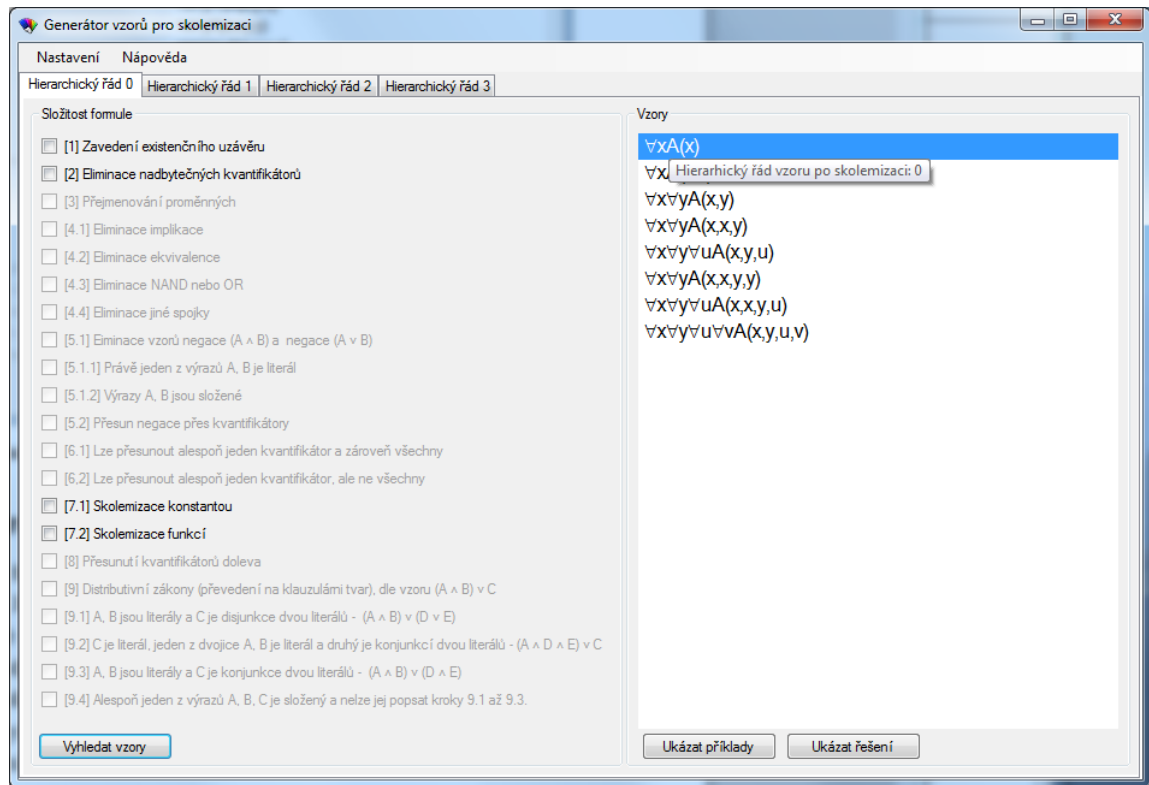 Generátor vzorů pro skolemizaci
Nastavení Nápověda
Hierarchický řád 0 Hierarchický řád 1 Hierarchický řád 2 Hierarchický řád 3
Složitost formule
[1] Zavedení existenčního uzávěru
[2] Eliminace nadbytečných kvantifikátorů
[3] Přejmenování proměnných
[4.1] Eliminace implikace
[4.2] Eliminace ekvivalence
[4.3] Eliminace NAND nebo OR
[4.4] Eliminace jiné spojky
[5.1] Eiminace vzorů negace (A ∧ B) a negace (A ∨ B)
[5.1.1] Právě jeden z výrazů A, B je literál
[5.1.2] Výrazy A, B jsou složené
[5.2] Přesun negace přes kvantifikátory
[6.1] Lze přesunout alespoň jeden kvantifikátor a zároveň všechny
[6,2] Lze přesunout alespoň jeden kvantifikátor, ale ne všechny
[7.1] Skolemizace konstantou
[7.2] Skolemizace funkcí
[8] Přesunutí kvantifikátorů doleva
[9] Distributivní zákony (převedení na klauzulární tvar), dle vzoru (A ∧ B) ∨ C
[9.1] A, B jsou literály a C je disjunkce dvou literálů - (A ∧ B) ∨ (D ∨ E)
[9.2] C je literál, jeden z dvojice A, B je literál a druhý je konjunkcí dvou literálů - (A ∧ D ∧ E) ∨ C
[9.3] A, B jsou literály a C je konjunkce dvou literálů - (A ∧ B) ∨ (D ∧ E)
[9.4] Alespoň jeden z výrazů A, B, C je složený a nelze jej popsat kroky 9.1 až 9.3.
Vyhledat vzory
Vzory
∀xA(x)
Hierarhický řád vzoru po skolemizaci: 0
∀x∀yA(x,y)
∀x∀yA(x,x,y)
∀x∀y∀uA(x,y,u)
∀x∀yA(x,x,y,y)
∀x∀y∀uA(x,x,y,u)
∀x∀y∀u∀vA(x,y,u,v)
Ukázat příklady Ukázat řešení